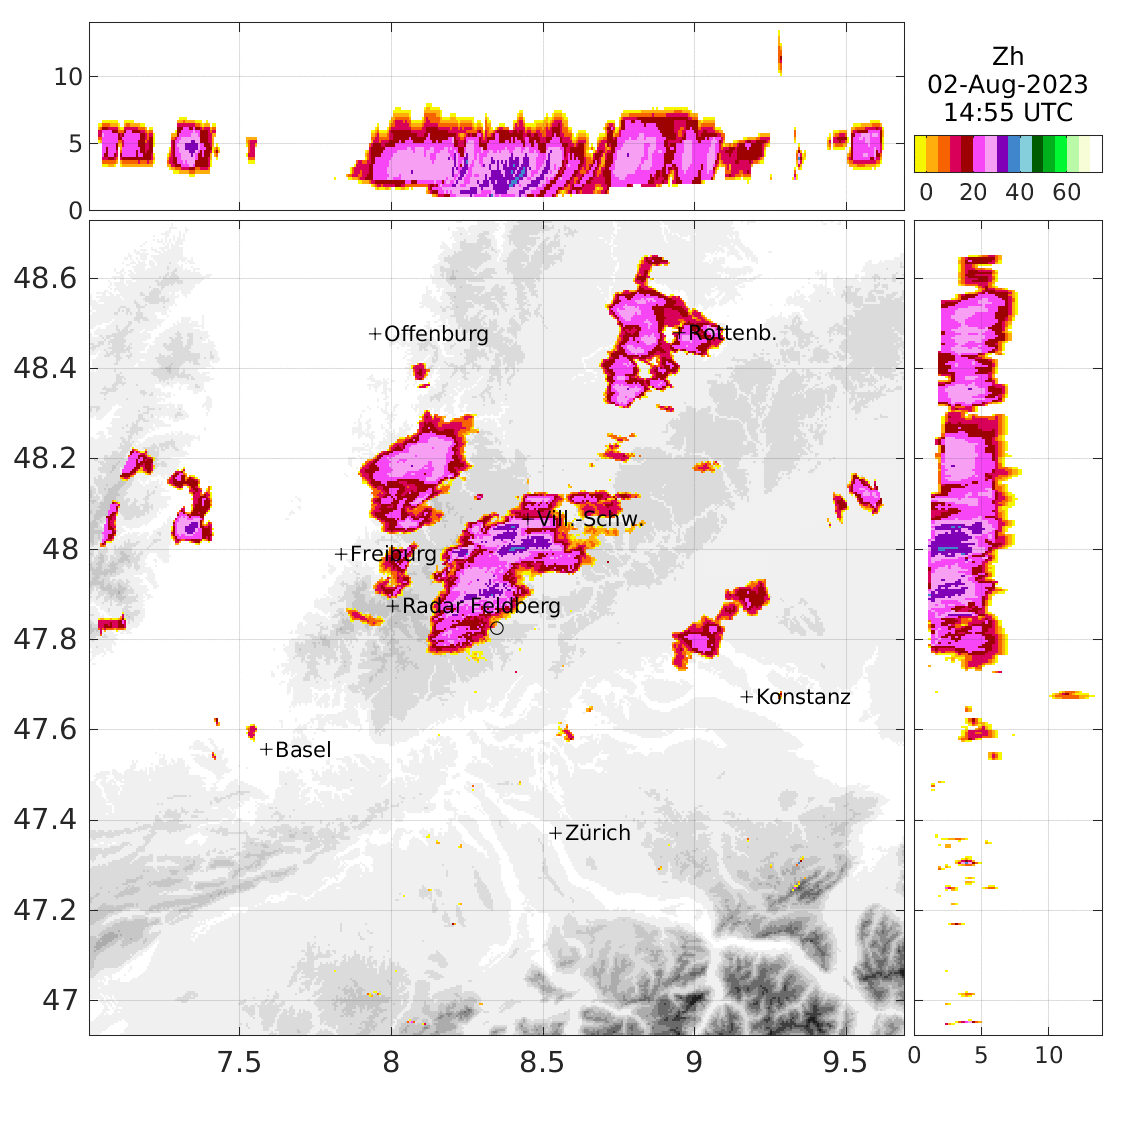 10
5
0
Zh
02-Aug-2023
14:55 UTC
0 20 40 60
48.6
48.4
48.2
48
47.8
47.6
47.4
47.2
47
+Offenburg
+Rottenb.
+Vill.-Schw.
+Freiburg
+Radar Feldberg
+Konstanz
+Basel
+Zürich
7.5 8 8.5 9 9.5
0 5 10